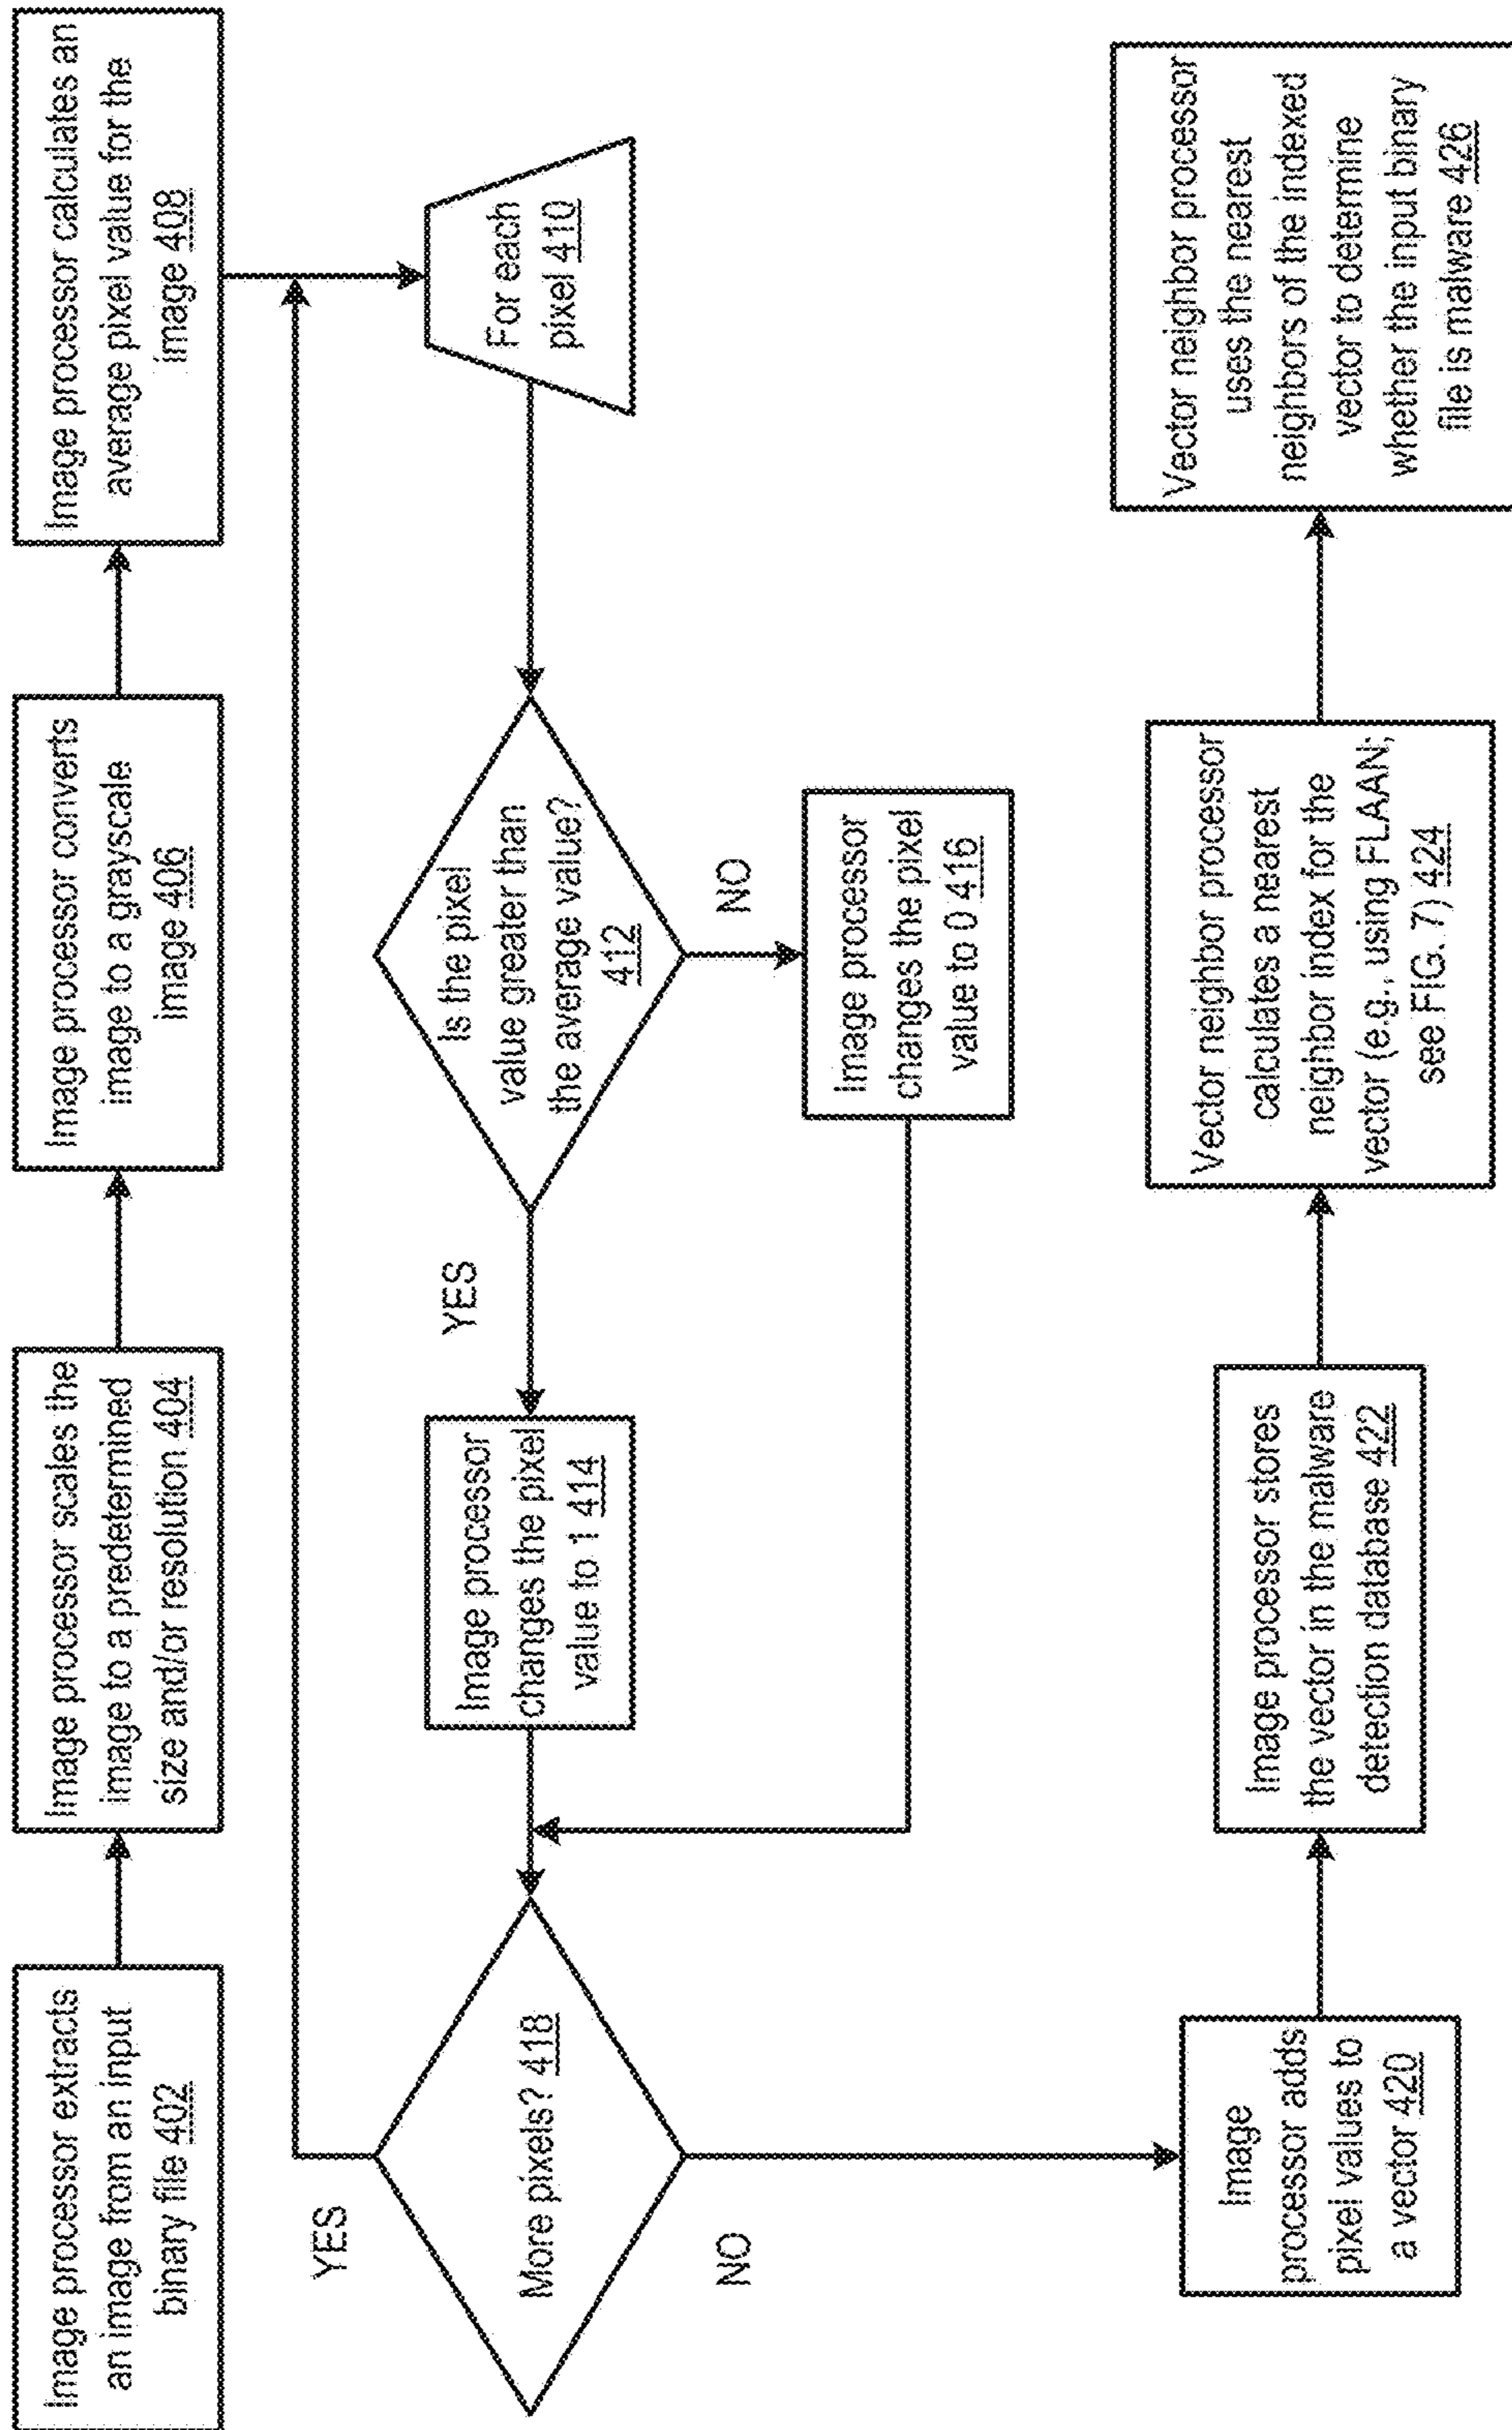 Image processor extracts
an image from an input
binary file 402
Image processor scales the
image to a predetermined
size and/or resolution 404
Image processor converts
image to a grayscale
image 406
Image processor calculates an
average pixel value for the
image 408
For each
pixel 410
Is the pixel
value greater than
the average value?
412
YES
NO
Image processor
changes the pixel
value to 1 414
Image processor
changes the pixel
value to 0 416
More pixels? 418
YES
NO
Image
processor adds
pixel values to
a vector 420
Image processor stores
the vector in the malware
detection database 422
Vector neighbor processor
calculates a nearest
neighbor index for the
vector (e.g., using FLAAN;
see FIG. 7) 424
Vector neighbor processor
uses the nearest
neighbors of the indexed
vector to determine
whether the input binary
file is malware 426